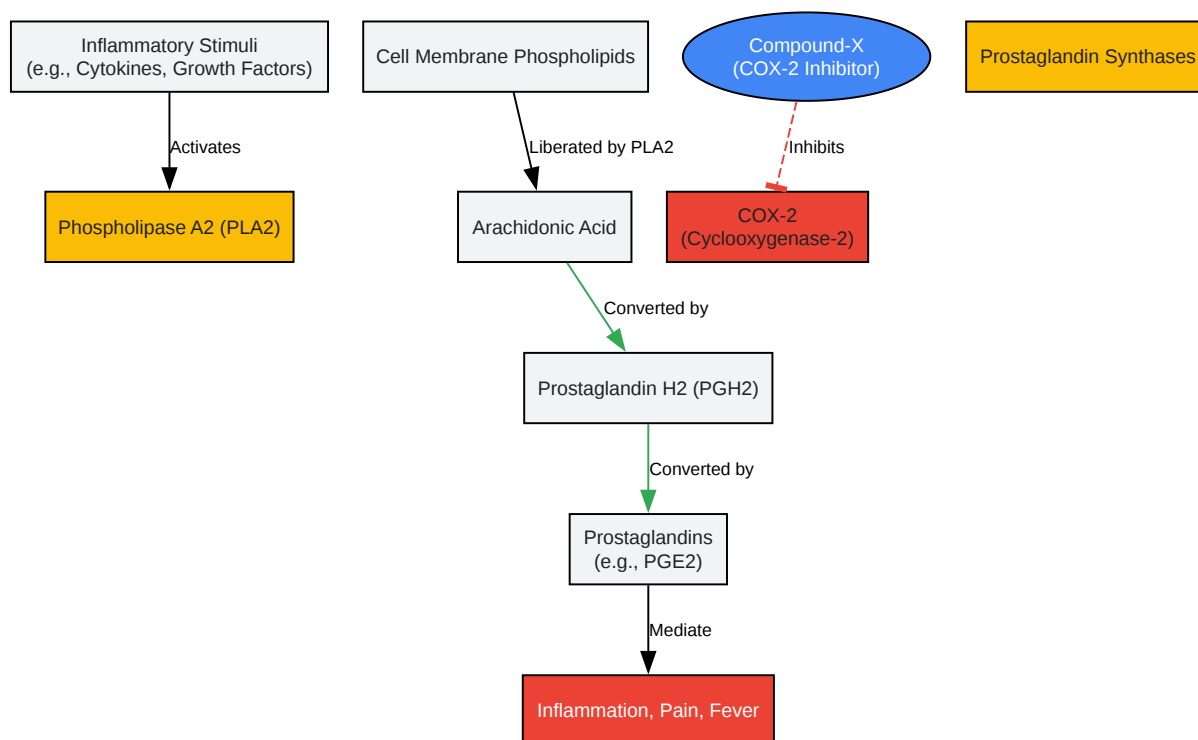 Inflammatory Stimuli
(e.g., Cytokines, Growth Factors)
Cell Membrane Phospholipids
Compound-X
(COX-2 Inhibitor)
Prostaglandin Synthases
Activates
Liberated by PLA2
Inhibits
Phospholipase A2 (PLA2)
Arachidonic Acid
COX-2
(Cyclooxygenase-2)
Converted by
Prostaglandin H2 (PGH2)
Converted by
Prostaglandins
(e.g., PGE2)
Mediate
Inflammation, Pain, Fever